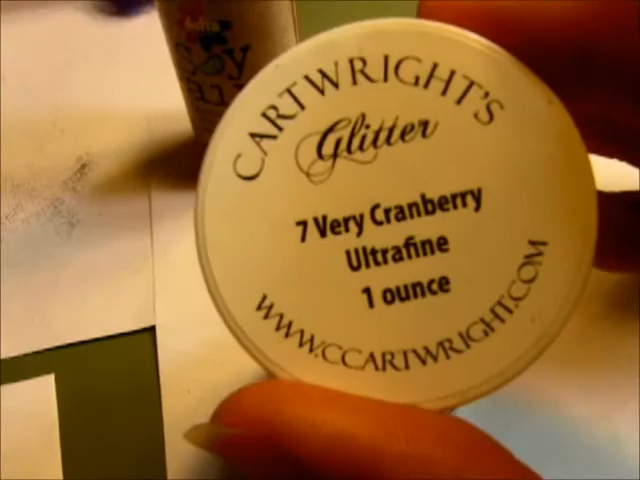 CARTWRIGHT'S
Glitter
7 Very Cranberry
Ultrafine
1 ounce
WWW.CCARTWRIGHT.COM